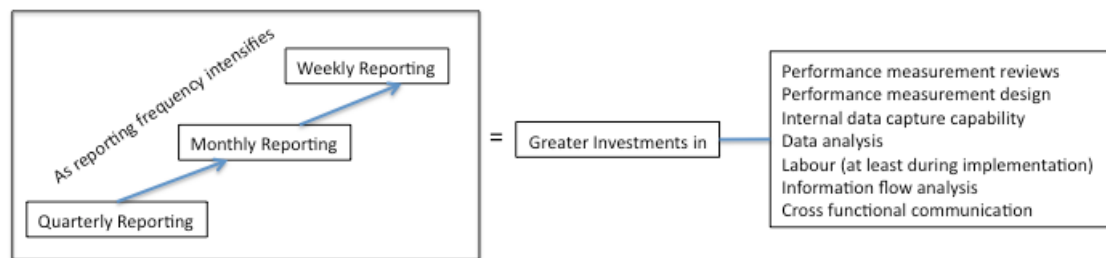 As reporting frequency intensifies
Weekly Reporting
Monthly Reporting
Quarterly Reporting
=
Greater Investments in
Performance measurement reviews
Performance measurement design
Internal data capture capability
Data analysis
Labour (at least during implementation)
Information flow analysis
Cross functional communication